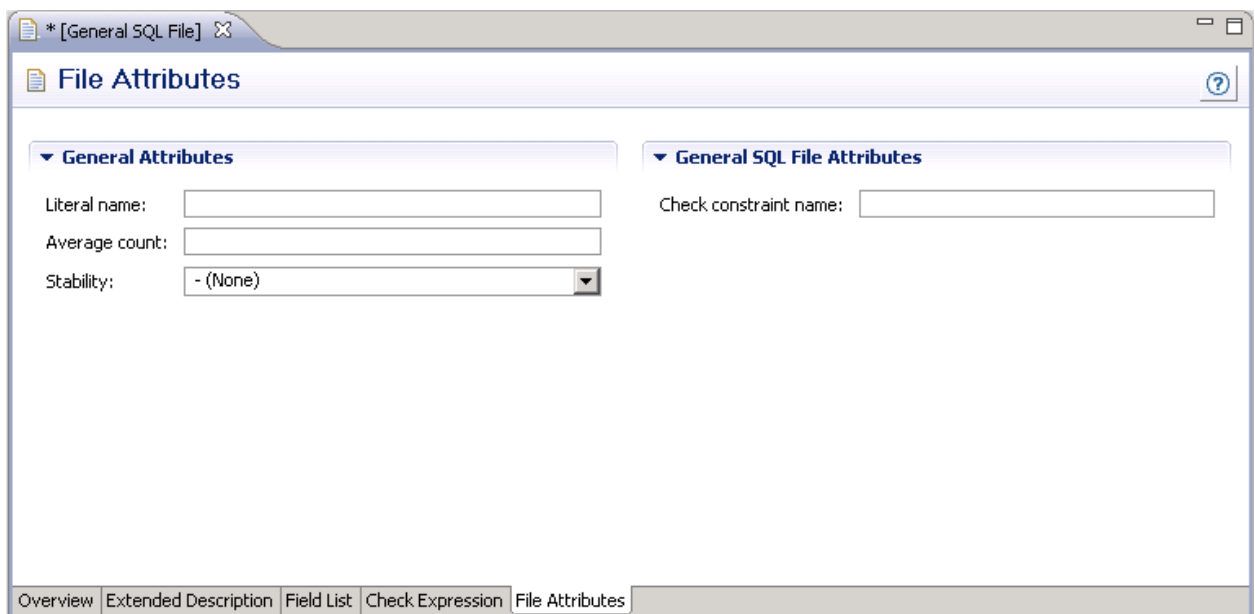 * [General SQL File]
File Attributes
General Attributes
Literal name:
Average count:
Stability: - (None)
General SQL File Attributes
Check constraint name:
Overview Extended Description Field List Check Expression File Attributes